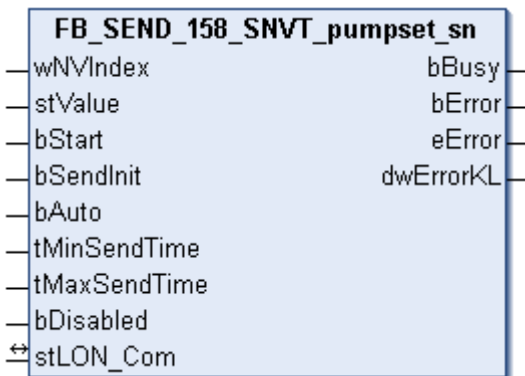 FB_SEND_158_SNVT_pumpset_sn
wNVIndex bBusy
stValue bError
bStart eError
bSendInit dwErrorKL
bAuto
tMinSendTime
tMaxSendTime
bDisabled
stLON_Com